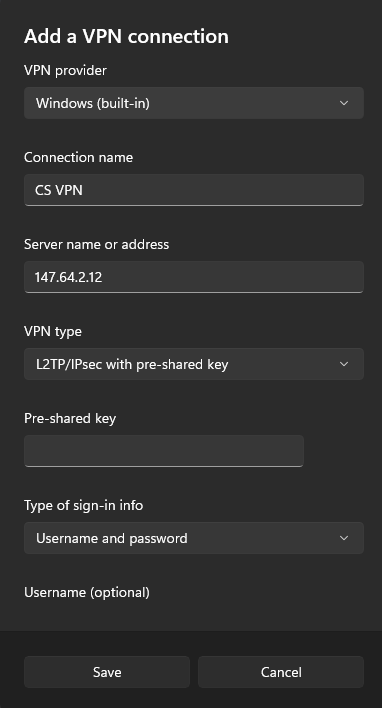 Add a VPN connection
VPN provider
Windows (built-in)
Connection name
CS VPN
Server name or address
147.64.2.12
VPN type
L2TP/IPsec with pre-shared key
Pre-shared key
Type of sign-in info
Username and password
Username (optional)
Save
Cancel